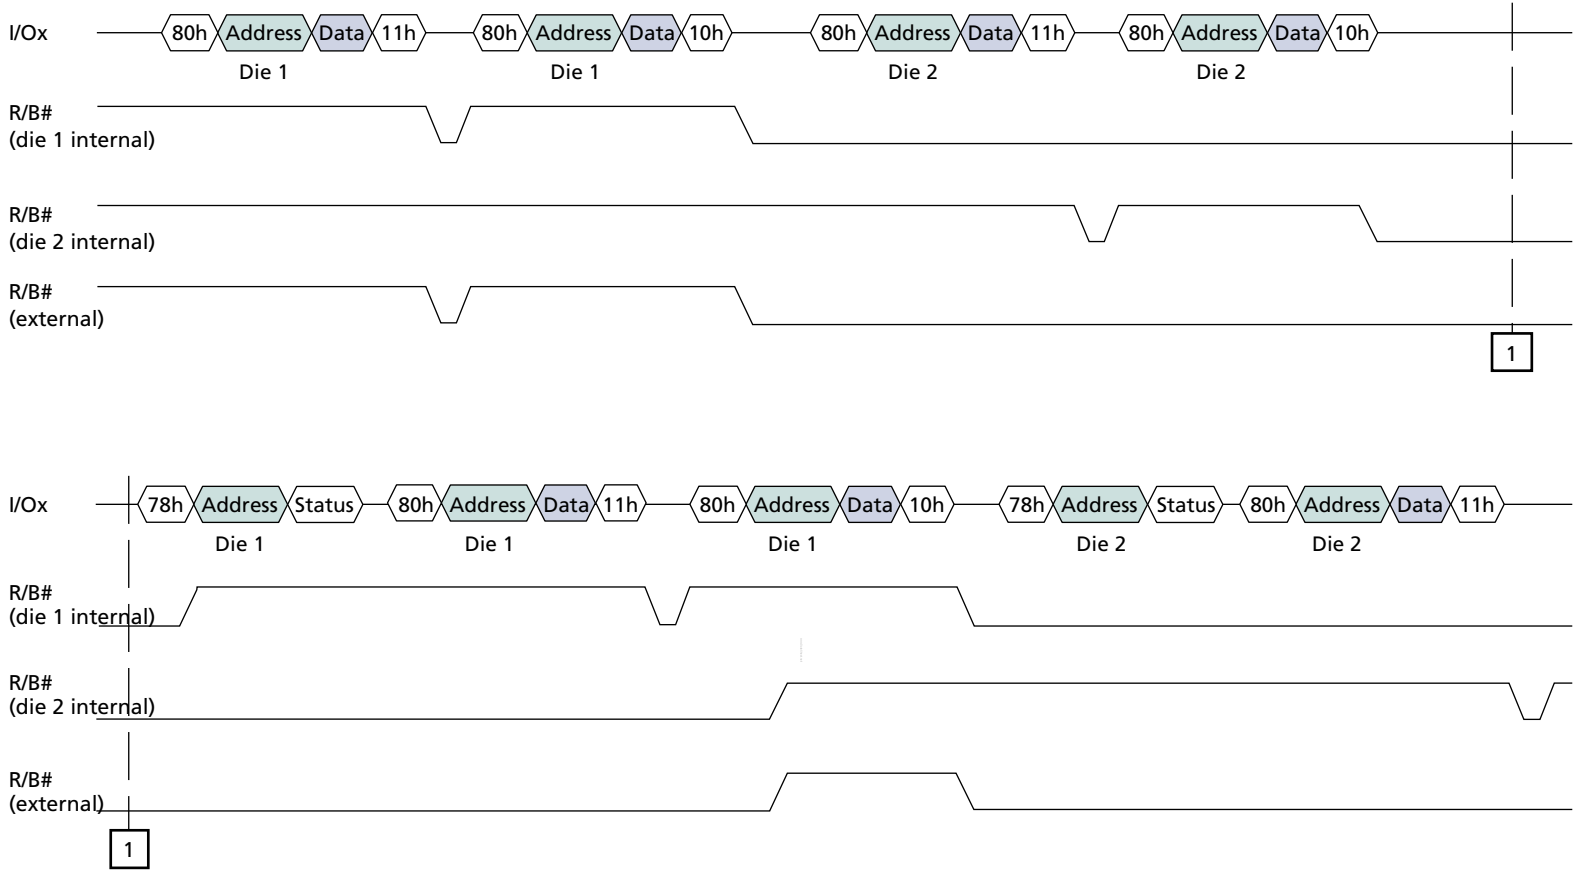 I/Ox 80h Address Data 11h 80h Address Data 10h 80h Address Data 11h 80h Address Data 10h
Die 1 Die 1 Die 2 Die 2
R/B#
(die 1 internal)
R/B#
(die 2 internal)
R/B#
(external)
1
I/Ox 78h Address Status 80h Address Data 11h 80h Address Data 10h 78h Address Status 80h Address Data 11h
Die 1 Die 1 Die 1 Die 2 Die 2
R/B#
(die 1 internal)
R/B#
(die 2 internal)
R/B#
(external)
1